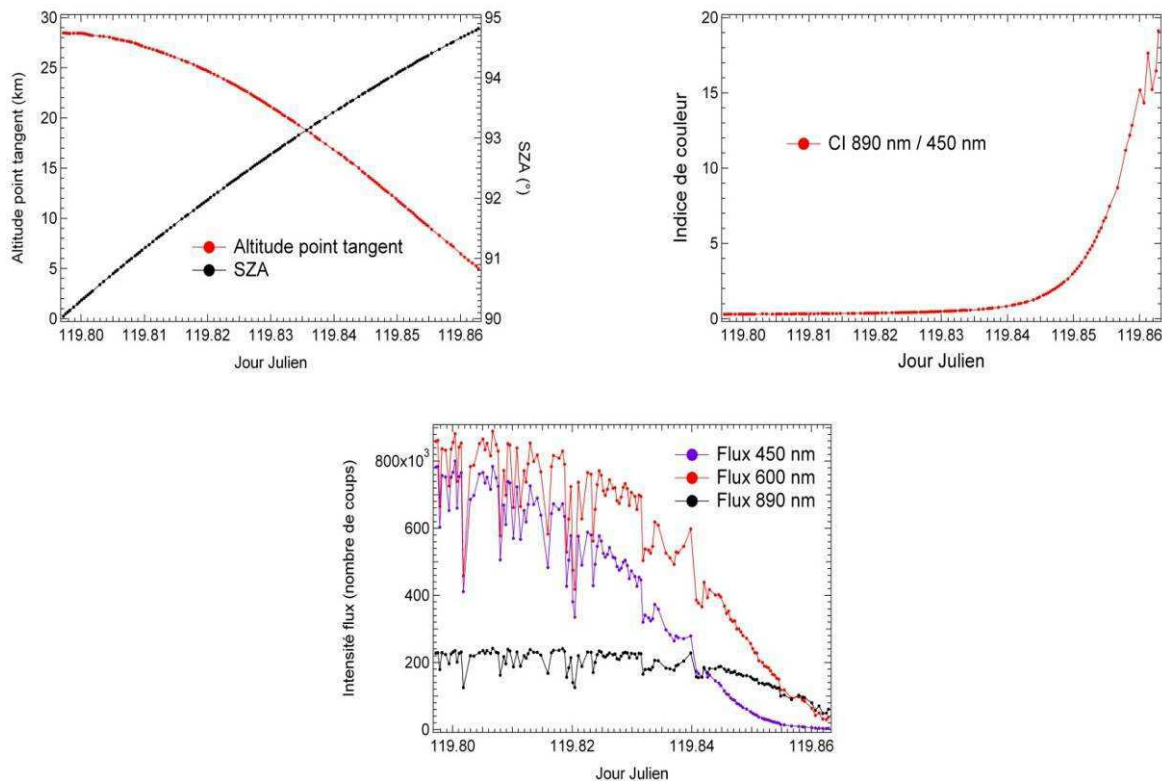 Altitude point tangent (km)
30
25
20
15
10
5
0
95
94
93
92
91
90
SZA (°)
Altitude point tangent
SZA
119.80 119.81 119.82 119.83 119.84 119.85 119.86
Jour Julien
Indice de couleur
20
15
10
5
0
CI 890 nm / 450 nm
119.80 119.81 119.82 119.83 119.84 119.85 119.86
Jour Julien
Intensité flux (nombre de coups)
800x10³
600
400
200
0
Flux 450 nm
Flux 600 nm
Flux 890 nm
119.80 119.82 119.84 119.86
Jour Julien